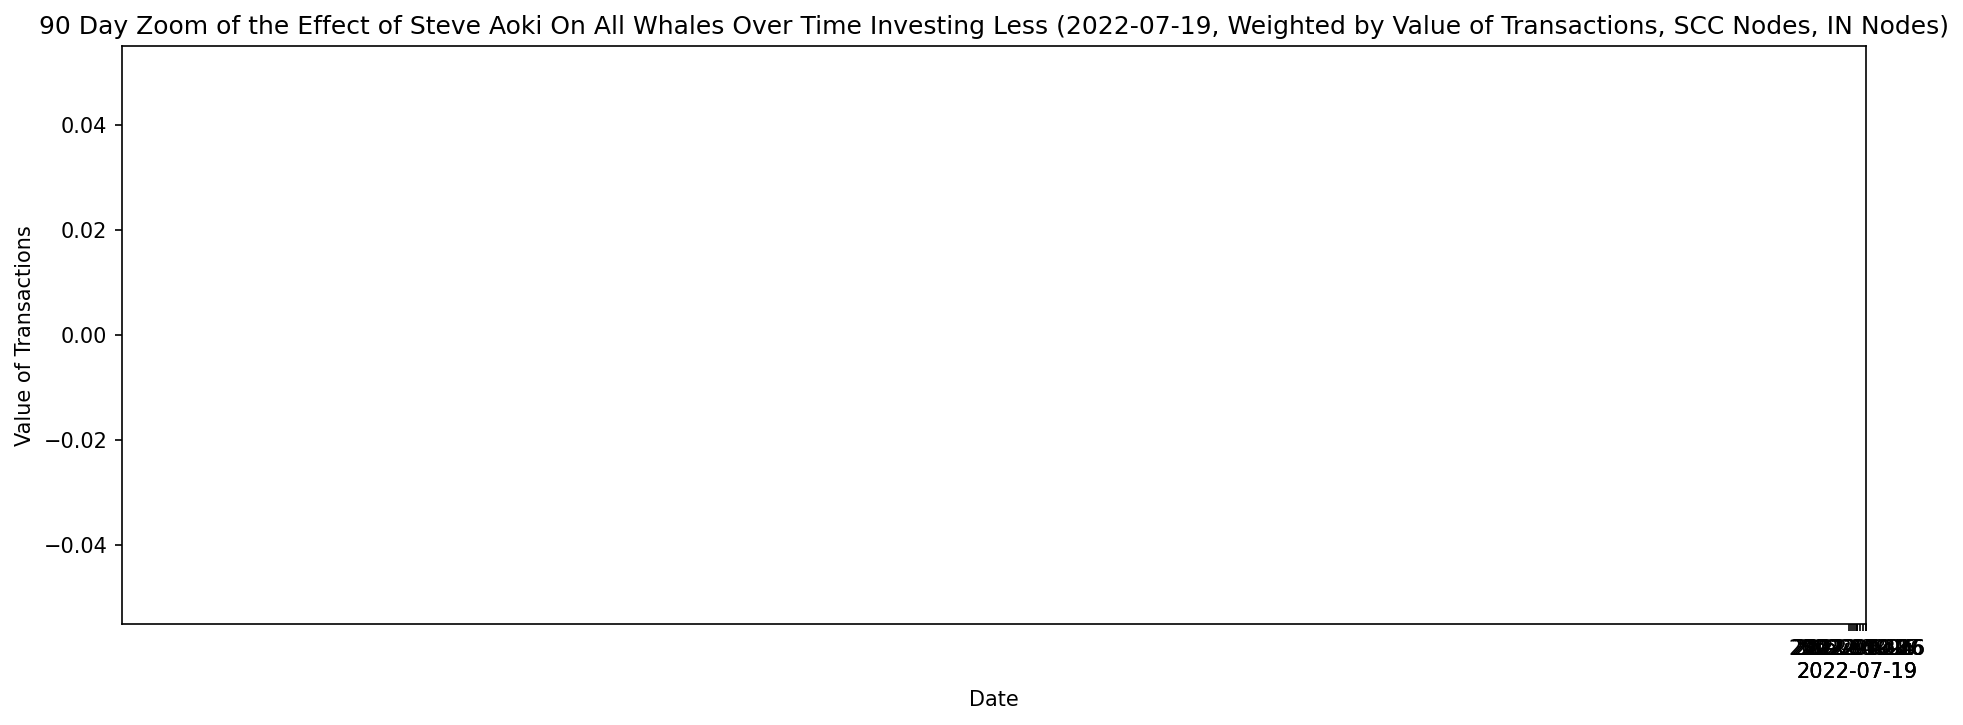 90 Day Zoom of the Effect of Steve Aoki On All Whales Over Time Investing Less (2022-07-19, Weighted by Value of Transactions, SCC Nodes, IN Nodes)
Value of Transactions
0.04
0.02
0.00
−0.02
−0.04
2022-07-19
Date